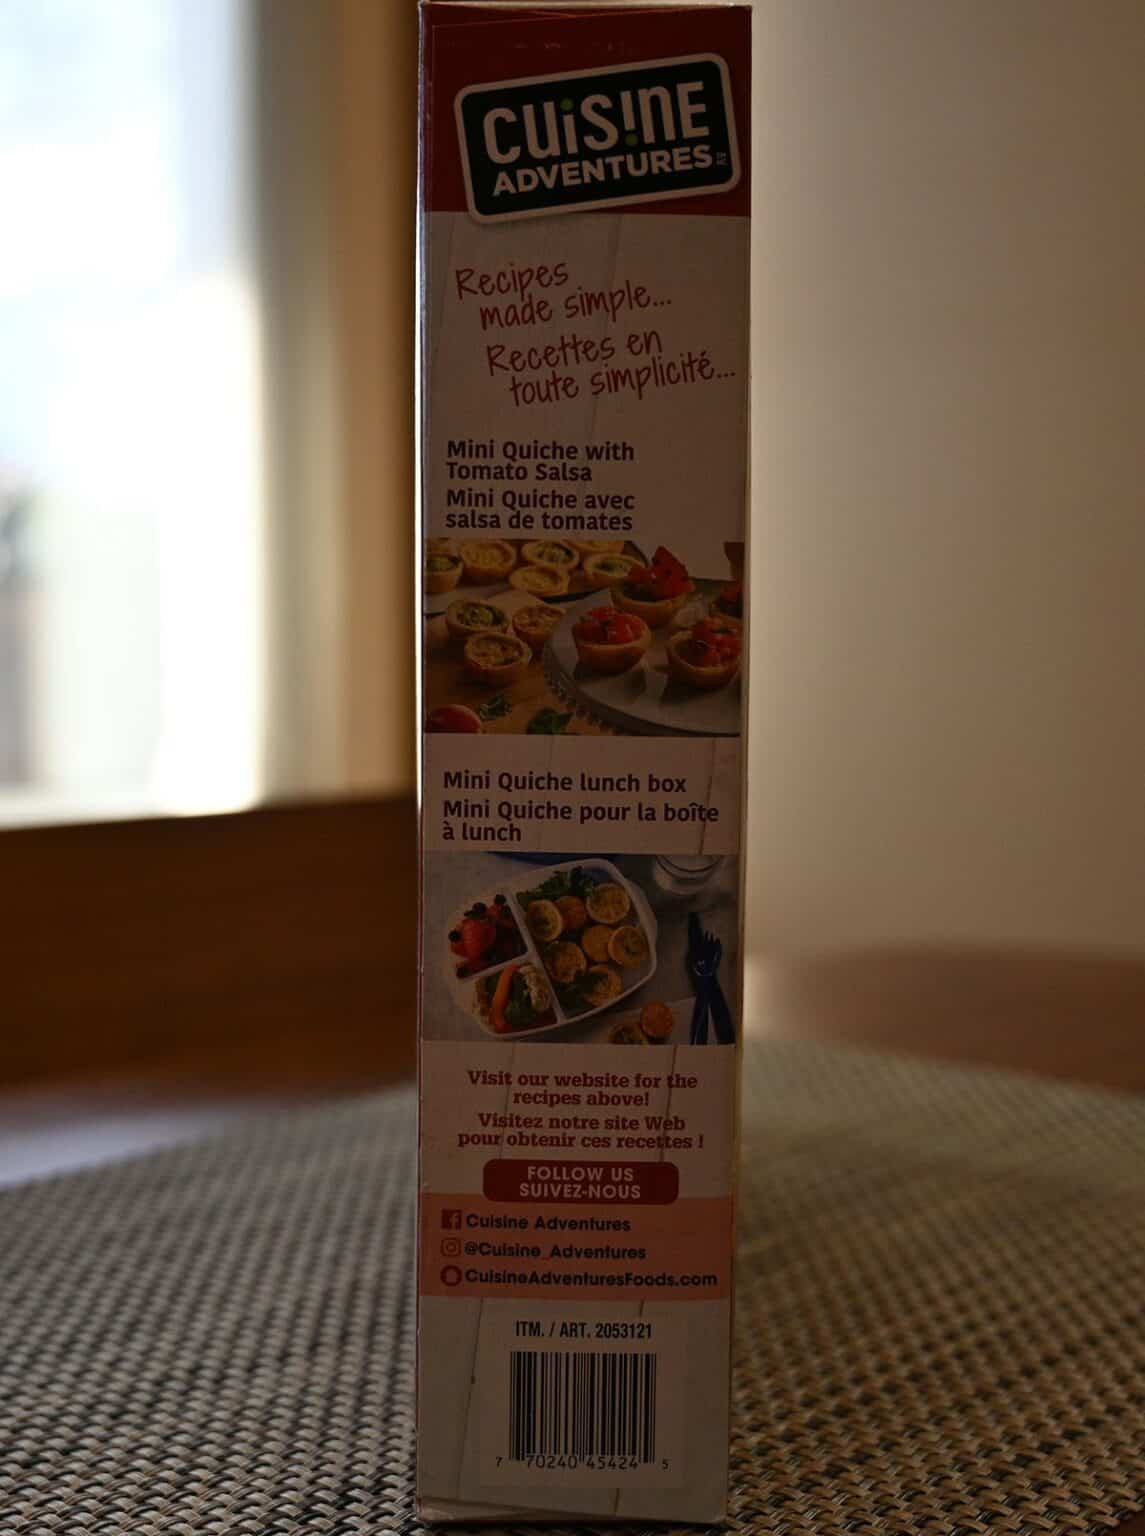 CUISINE
ADVENTURES
Recipes
made simple...
Recettes en
toute simplicité...
Mini Quiche with
Tomato Salsa
Mini Quiche avec
salsa de tomates
Mini Quiche lunch box
Mini Quiche pour la boîte
à lunch
Visit our website for the
recipes above!
Visitez notre site Web
pour obtenir ces recettes !
FOLLOW US
SUIVEZ-NOUS
Cuisine Adventures
@Cuisine_Adventures
CuisineAdventuresFoods.com
ITM. / ART. 2053121
7 70240 45424 5